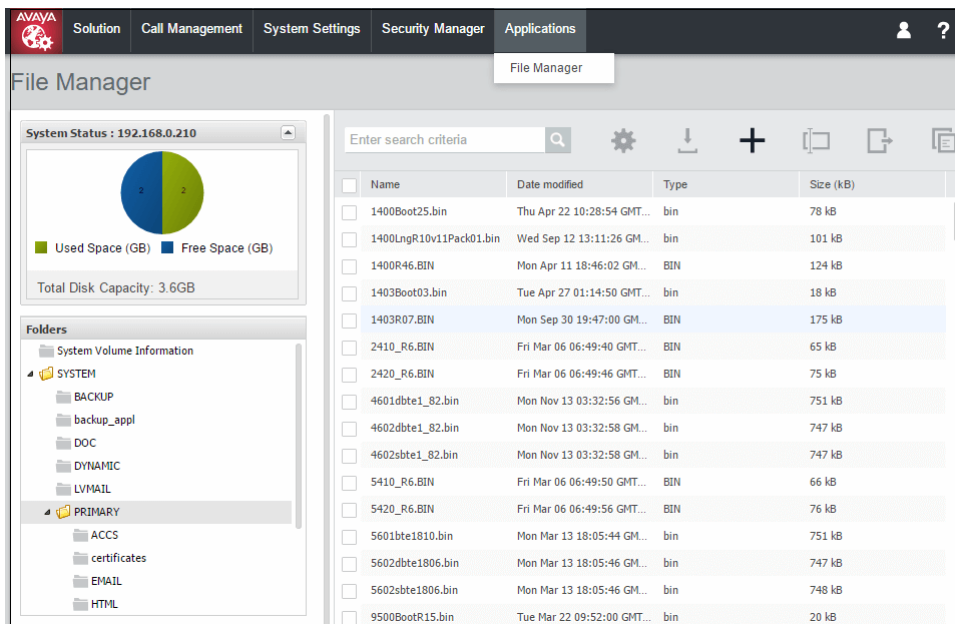 AVAYA
Solution Call Management System Settings Security Manager Applications ?
File Manager
File Manager
System Status : 192.168.0.210
2 2
Used Space (GB) Free Space (GB)
Total Disk Capacity: 3.6GB
Folders
System Volume Information
SYSTEM
BACKUP
backup_appl
DOC
DYNAMIC
LVMAIL
PRIMARY
ACCS
certificates
EMAIL
HTML
Enter search criteria
Name Date modified Type Size (kB)
1400Boot25.bin Thu Apr 22 10:28:54 GMT... bin 78 kB
1400LngR10v11Pack01.bin Wed Sep 12 13:11:26 GM... bin 101 kB
1400R46.BIN Mon Apr 11 18:46:02 GM... BIN 124 kB
1403Boot03.bin Tue Apr 27 01:14:50 GMT... bin 18 kB
1403R07.BIN Mon Sep 30 19:47:00 GM... BIN 175 kB
2410_R6.BIN Fri Mar 06 06:49:40 GMT... BIN 65 kB
2420_R6.BIN Fri Mar 06 06:49:46 GMT... BIN 75 kB
4601dbte1_82.bin Mon Nov 13 03:32:56 GM... bin 751 kB
4602dbte1_82.bin Mon Nov 13 03:32:58 GM... bin 747 kB
4602sbte1_82.bin Mon Nov 13 03:32:58 GM... bin 747 kB
5410_R6.BIN Fri Mar 06 06:49:50 GMT... BIN 66 kB
5420_R6.BIN Fri Mar 06 06:49:56 GMT... BIN 76 kB
5601bte1810.bin Mon Mar 13 18:05:44 GM... bin 751 kB
5602dbte1806.bin Mon Mar 13 18:05:46 GM... bin 747 kB
5602sbte1806.bin Mon Mar 13 18:05:46 GM... bin 748 kB
9500BootR15.bin Tue Mar 22 09:52:00 GMT... bin 20 kB